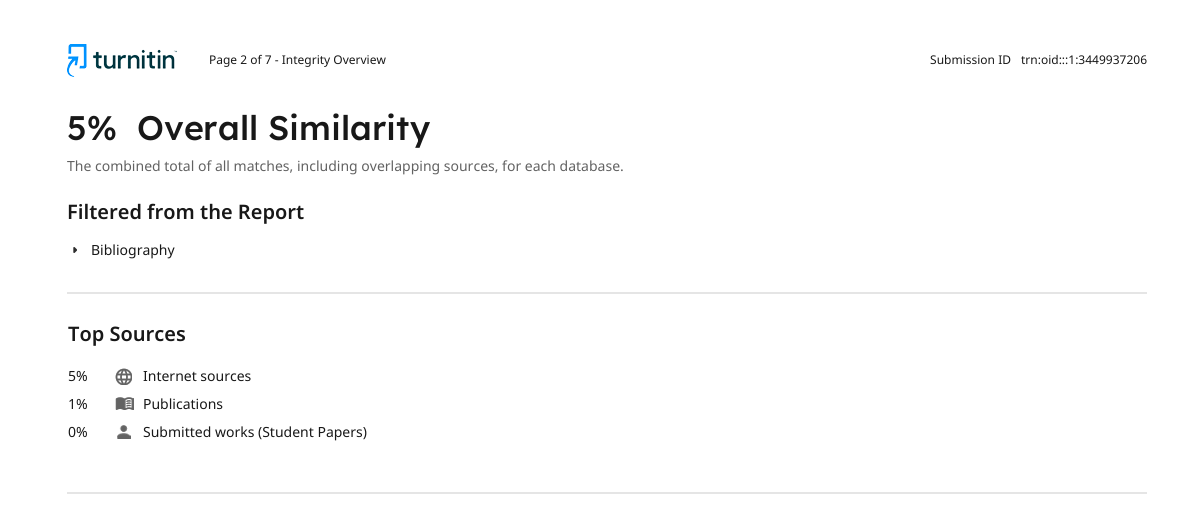 turnitin
Page 2 of 7 - Integrity Overview
Submission ID trn:oid:::1:3449937206
5% Overall Similarity
The combined total of all matches, including overlapping sources, for each database.
Filtered from the Report
Bibliography
Top Sources
5% Internet sources
1% Publications
0% Submitted works (Student Papers)